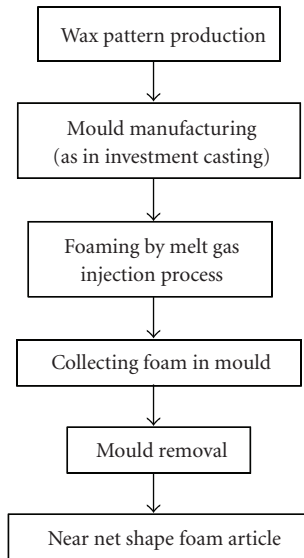 Wax pattern production
Mould manufacturing
(as in investment casting)
Foaming by melt gas
injection process
Collecting foam in mould
Mould removal
Near net shape foam article